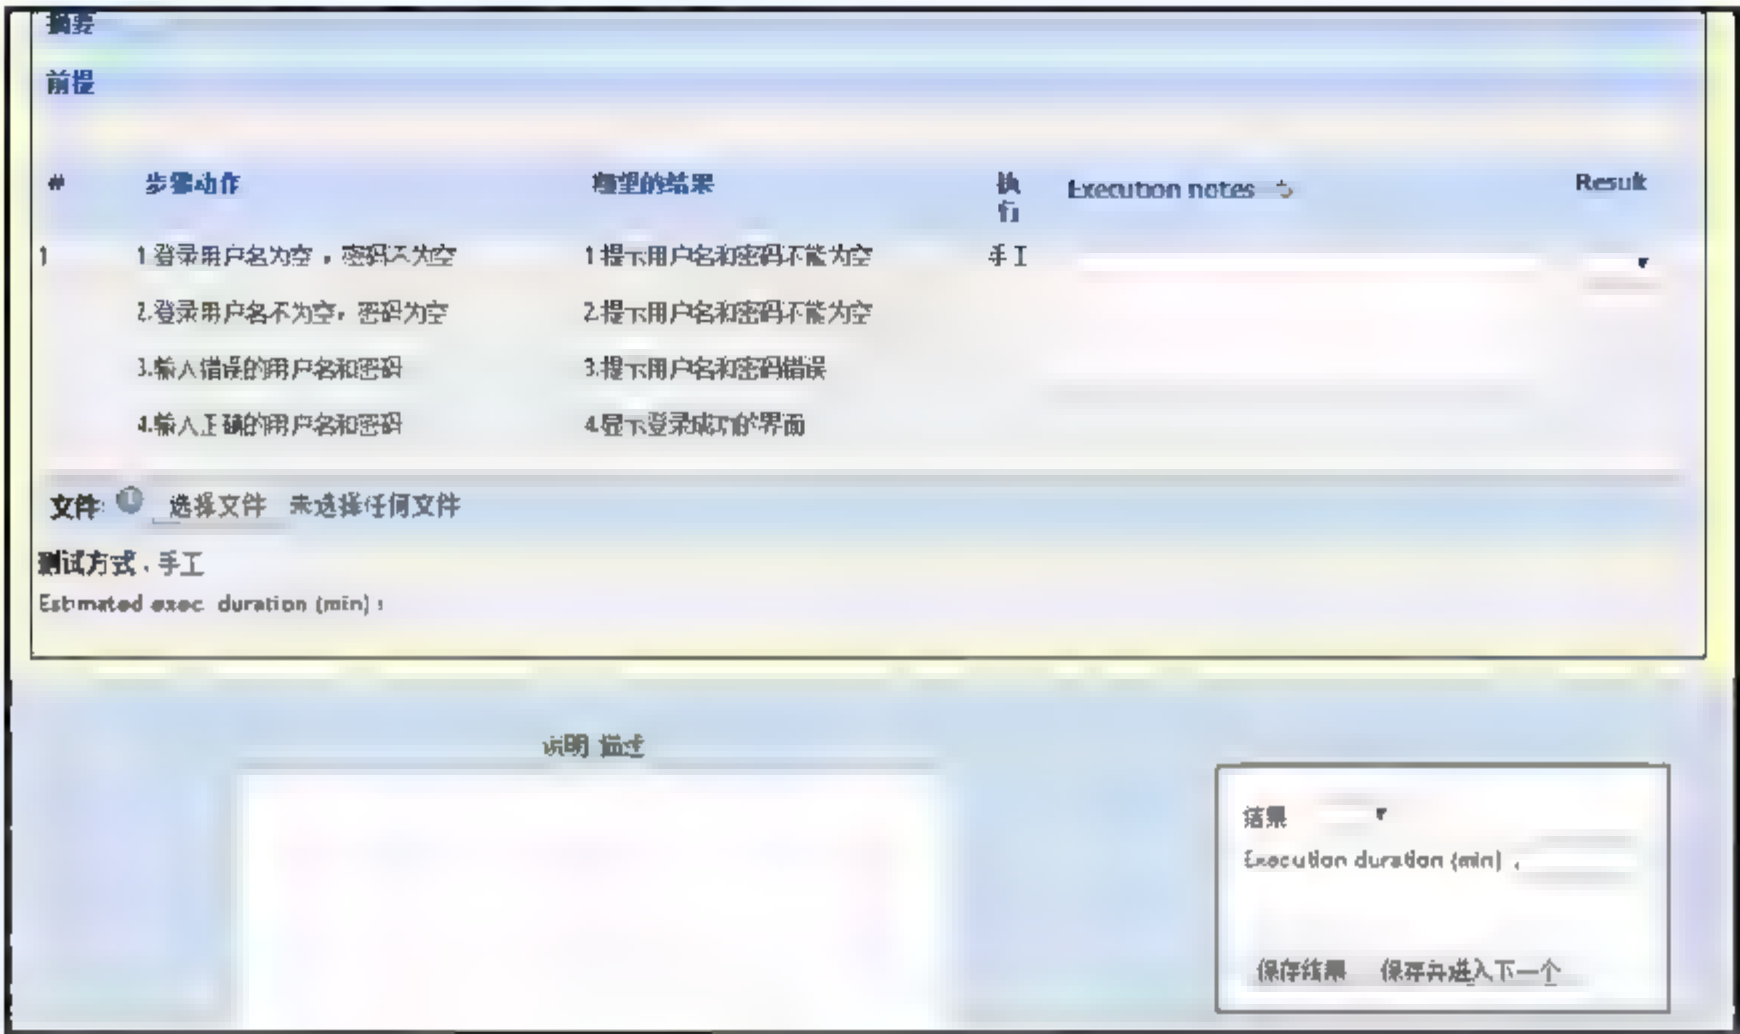 摘要
前提
# 步骤动作 期望的结果 执行 Execution notes Result
1 1.登录用户名为空，密码不为空 1.提示用户名和密码不能为空 手工
2.登录用户名不为空，密码为空 2.提示用户名和密码不能为空
3.输入错误的用户名和密码 3.提示用户名和密码错误
4.输入正确的用户名和密码 4.显示登录成功的界面
文件: 选择文件 未选择任何文件
测试方式：手工
Estimated exec. duration (min) :
说明/描述
结果
Execution duration (min) :
保存结果 保存并进入下一个